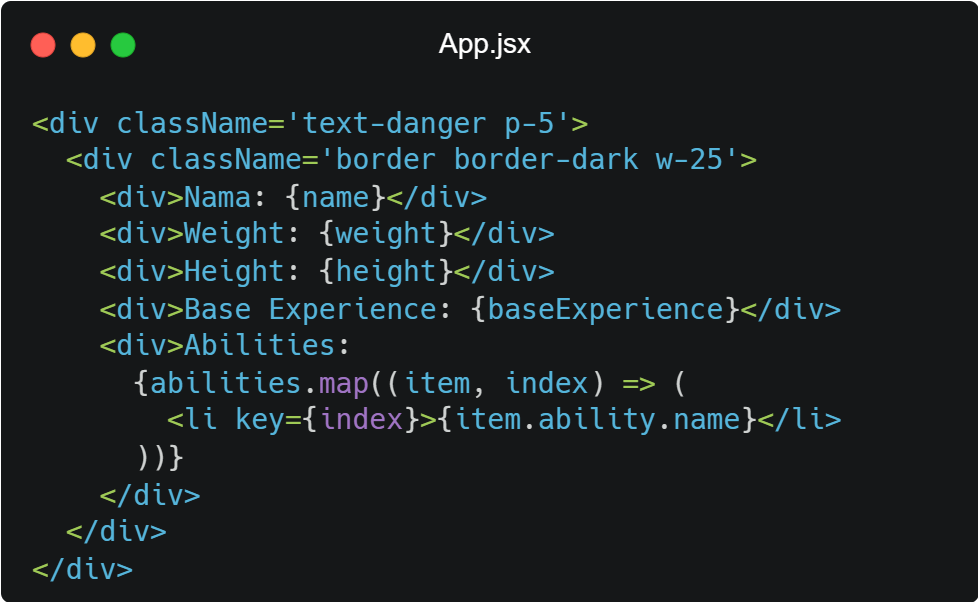 App.jsx
<div className='text-danger p-5'>
  <div className='border border-dark w-25'>
    <div>Nama: {name}</div>
    <div>Weight: {weight}</div>
    <div>Height: {height}</div>
    <div>Base Experience: {baseExperience}</div>
    <div>Abilities:
      {abilities.map((item, index) => (
        <li key={index}>{item.ability.name}</li>
      ))}
    </div>
  </div>
</div>